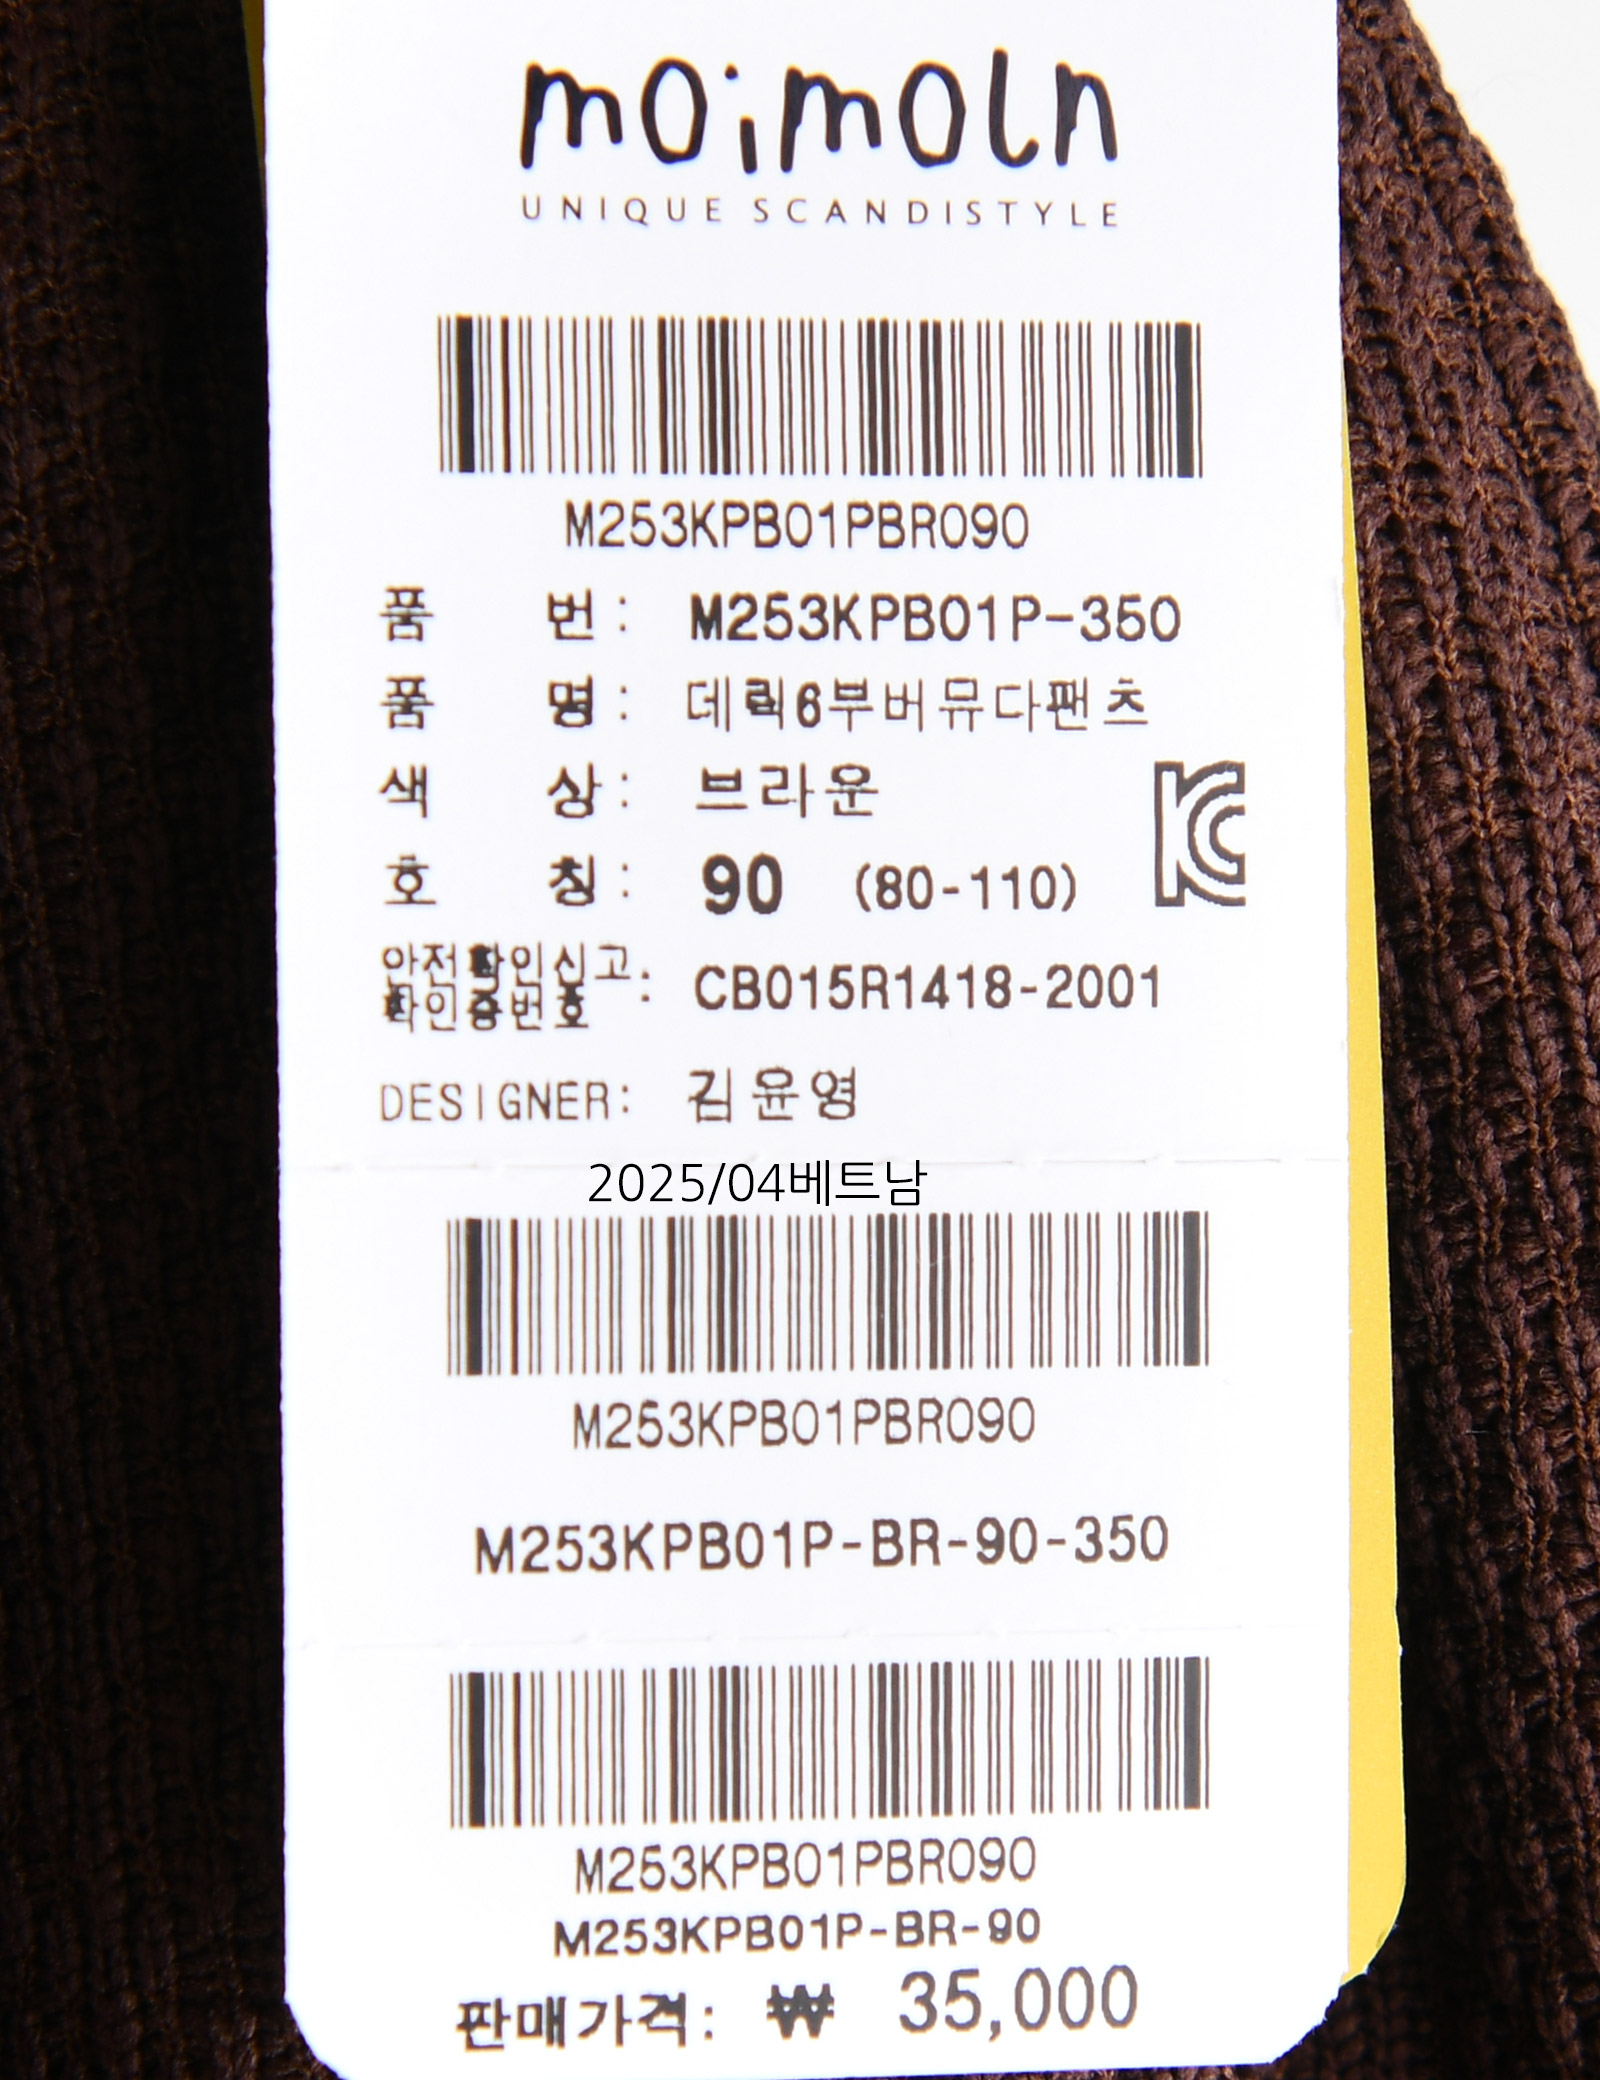 moimoln
UNIQUE SCANDISTYLE
M253KPB01PBR090
품 번 : M253KPB01P-350
품 명 : 데릭6부버뮤다팬츠
색 상 : 브라운
호 칭 : 90 (80-110)
안전확인신고
확인증번호 : CB015R1418-2001
DESIGNER: 김윤영
2025/04베트남
M253KPB01PBR090
M253KPB01P-BR-90-350
M253KPB01PBR090
M253KPB01P-BR-90
판매가격: ₩ 35,000